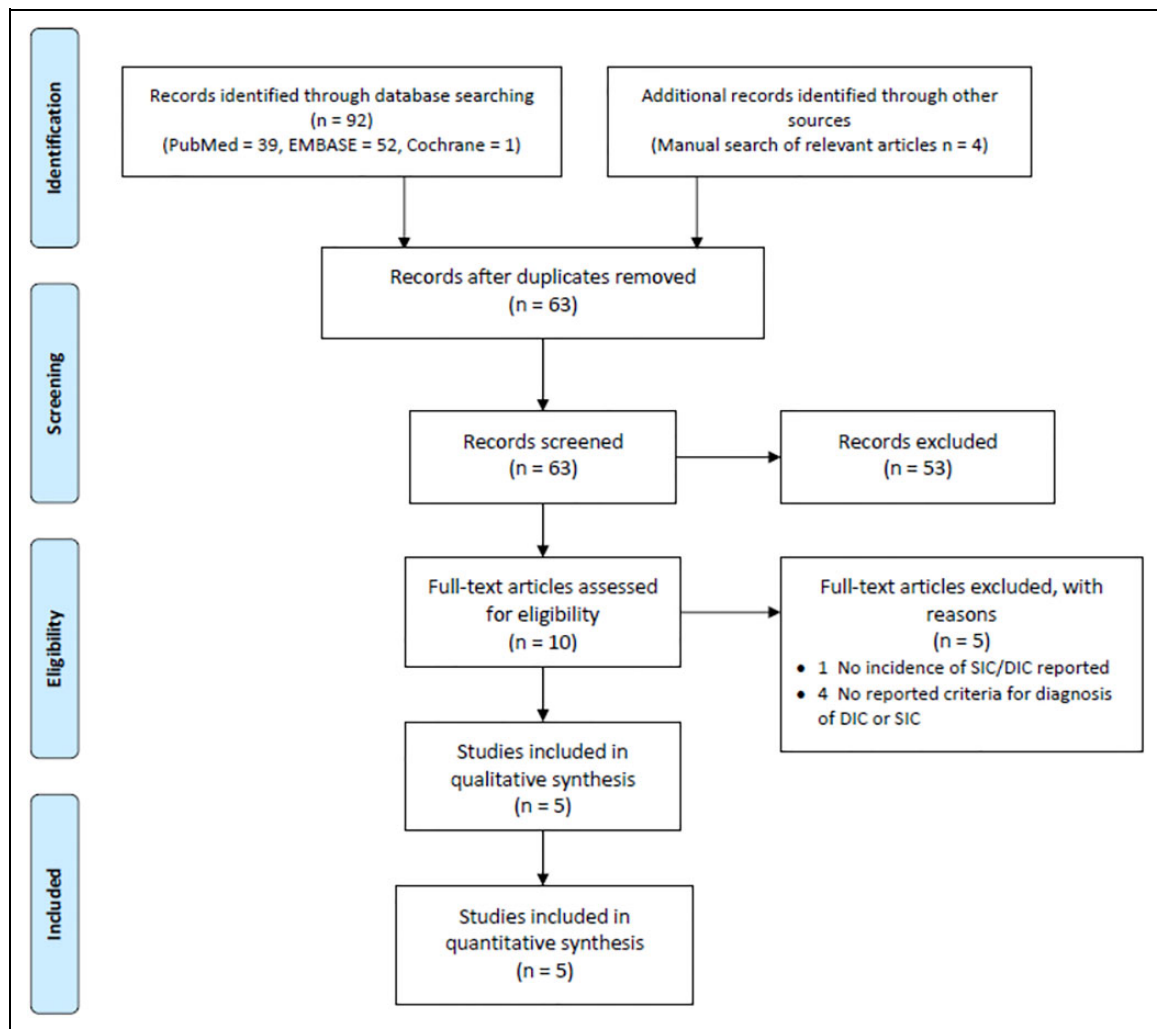 Identification
Records identified through database searching
(n = 92)
(PubMed = 39, EMBASE = 52, Cochrane = 1)
Additional records identified through other
sources
(Manual search of relevant articles n = 4)
Records after duplicates removed
(n = 63)
Screening
Records screened
(n = 63)
Records excluded
(n = 53)
Eligibility
Full-text articles assessed
for eligibility
(n = 10)
Full-text articles excluded, with
reasons
(n = 5)
• 1 No incidence of SIC/DIC reported
• 4 No reported criteria for diagnosis
of DIC or SIC
Studies included in
qualitative synthesis
(n = 5)
Included
Studies included in
quantitative synthesis
(n = 5)